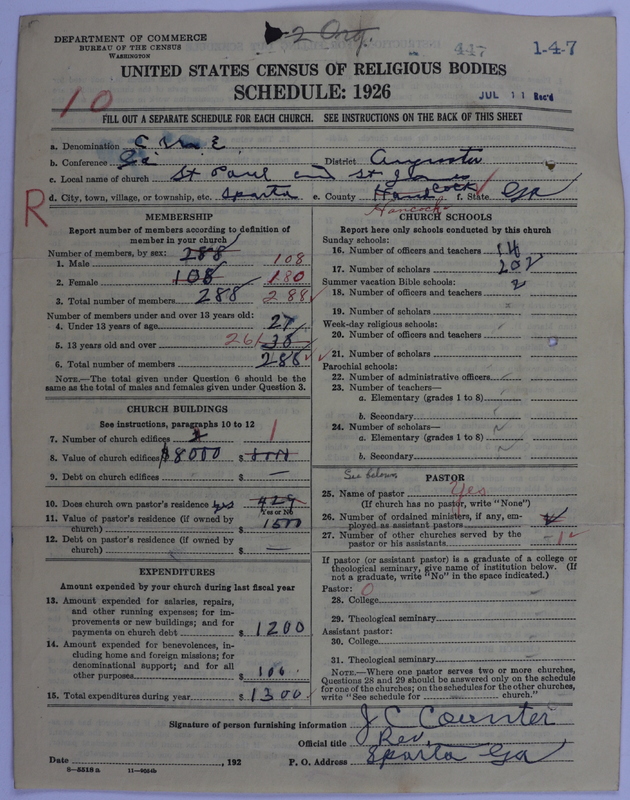 2 Org.
DEPARTMENT OF COMMERCE
BUREAU OF THE CENSUS
WASHINGTON
447
1-4-7
UNITED STATES CENSUS OF RELIGIOUS BODIES
SCHEDULE: 1926
10
JUL 11 Rec'd
FILL OUT A SEPARATE SCHEDULE FOR EACH CHURCH. SEE INSTRUCTIONS ON THE BACK OF THIS SHEET
a. Denomination C M E
b. Conference Ga District Augusta
c. Local name of church St Paul and St James
R
d. City, town, village, or township, etc. Sparta e. County Hand cock f. State Ga
Hancock
MEMBERSHIP
Report number of members according to definition of
member in your church
Number of members, by sex: 288
1. Male 108
2. Female 108 180
3. Total number of members 288 288
Number of members under and over 13 years old:
4. Under 13 years of age 27
5. 13 years old and over 261 38
6. Total number of members 288
NOTE.—The total given under Question 6 should be the
same as the total of males and females given under Question 3.
CHURCH BUILDINGS
See instructions, paragraphs 10 to 12
7. Number of church edifices 2 1
8. Value of church edifices $8000 $
9. Debt on church edifices $ —
10. Does church own pastor's residence yes
Yes or No
11. Value of pastor's residence (if owned by
church) $ 1500
12. Debt on pastor's residence (if owned by
church) $ —
EXPENDITURES
Amount expended by your church during last fiscal year
13. Amount expended for salaries, repairs,
and other running expenses; for im-
provements or new buildings; and for
payments on church debt $ 1200
14. Amount expended for benevolences, in-
cluding home and foreign missions; for
denominational support; and for all
other purposes $ 100.
15. Total expenditures during year $ 1300
CHURCH SCHOOLS
Report here only schools conducted by this church
Sunday schools:
16. Number of officers and teachers 14
17. Number of scholars 202
Summer vacation Bible schools: 2
18. Number of officers and teachers
19. Number of scholars
Week-day religious schools:
20. Number of officers and teachers
21. Number of scholars
Parochial schools:
22. Number of administrative officers
23. Number of teachers—
a. Elementary (grades 1 to 8)
b. Secondary
24. Number of scholars—
a. Elementary (grades 1 to 8)
b. Secondary
See below
PASTOR
25. Name of pastor Yes
(If church has no pastor, write "None")
26. Number of ordained ministers, if any, em-
ployed as assistant pastors
27. Number of other churches served by the
pastor or his assistants 1
If pastor (or assistant pastor) is a graduate of a college or
theological seminary, give name of institution below. (If
not a graduate, write "No" in the space indicated.)
Pastor: 0
28. College
29. Theological seminary
Assistant pastor:
30. College
31. Theological seminary
NOTE.—Where one pastor serves two or more churches,
Questions 28 and 29 should be answered only on the schedule
for one of the churches; on the schedules for the other churches,
write "See schedule for church."
Signature of person furnishing information J C Counter
Official title Rev.
Date , 192 P. O. Address Sparta Ga
8—5518 a 11—9054b